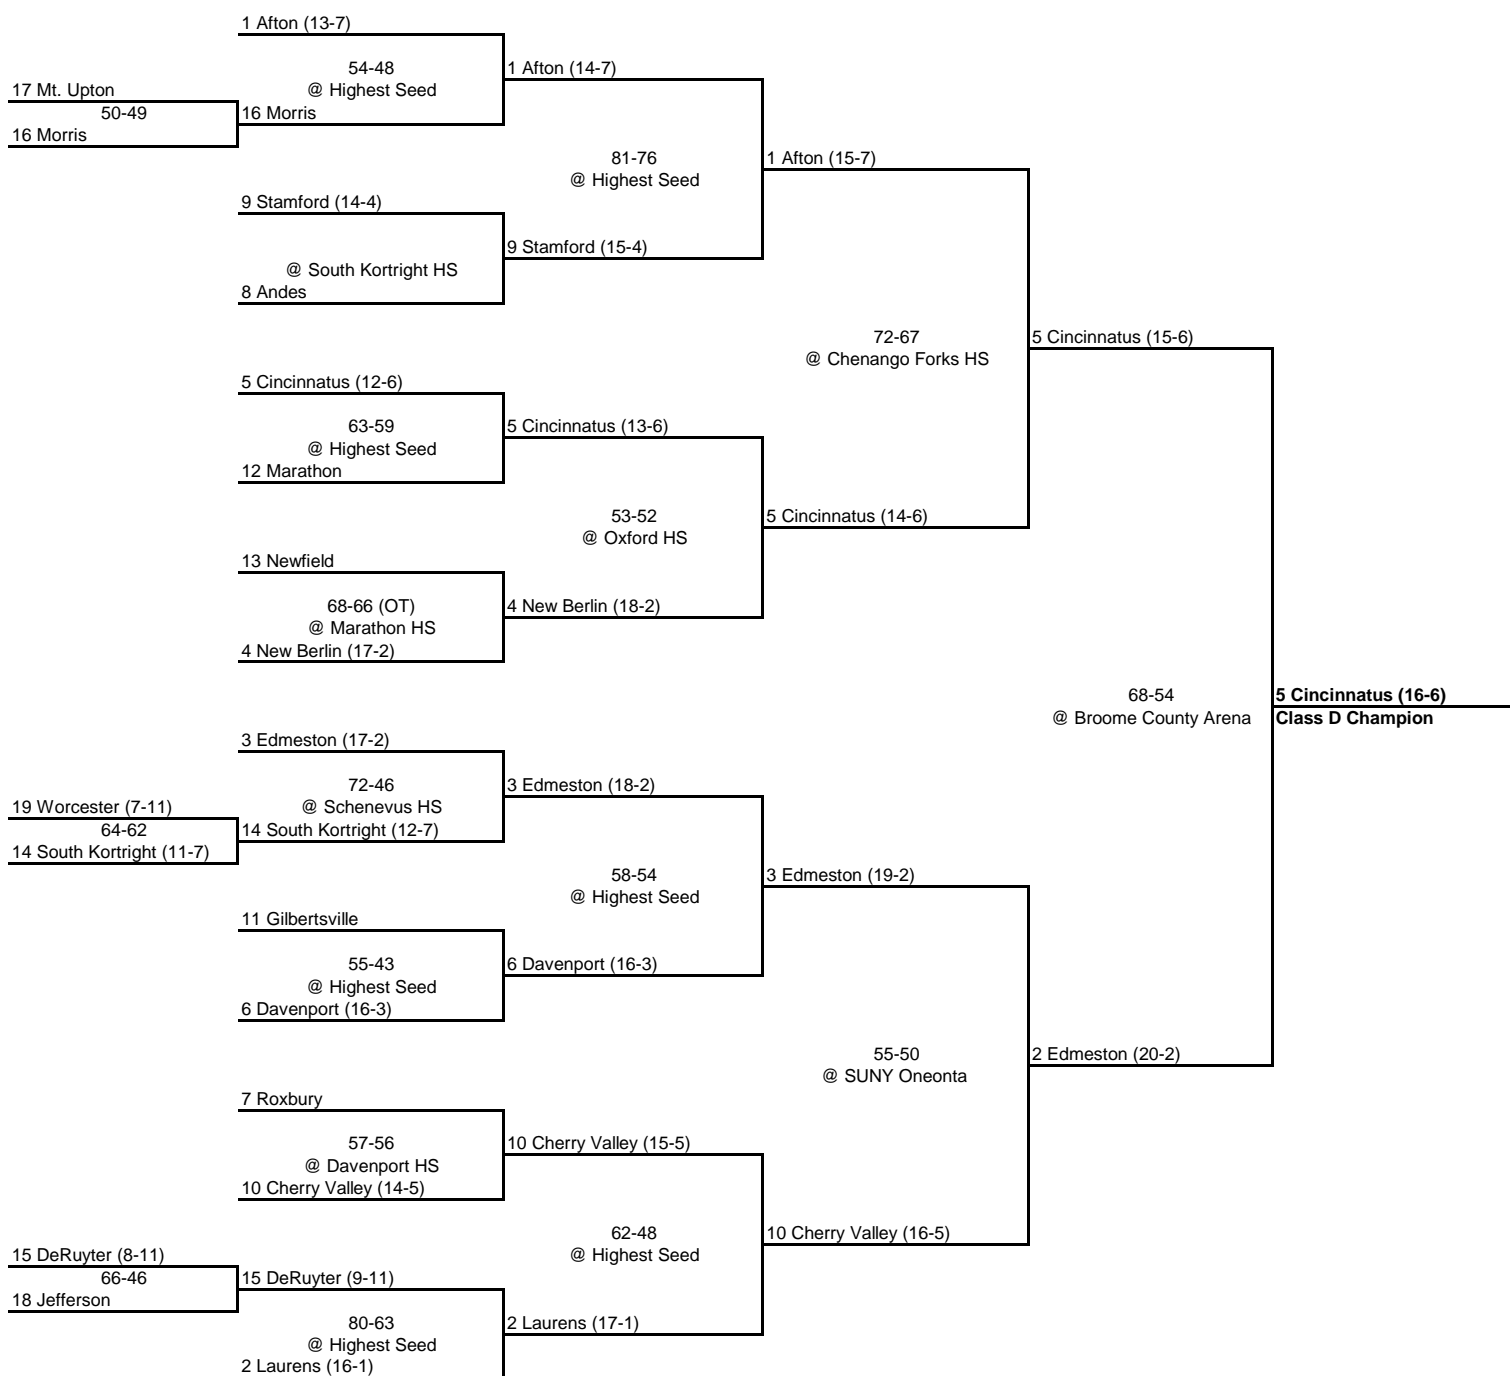 1 Afton (13-7)
54-48
@ Highest Seed
1 Afton (14-7)
17 Mt. Upton
50-49
16 Morris
16 Morris
81-76
@ Highest Seed
1 Afton (15-7)
9 Stamford (14-4)
9 Stamford (15-4)
@ South Kortright HS
8 Andes
72-67
@ Chenango Forks HS
5 Cincinnatus (15-6)
5 Cincinnatus (12-6)
63-59
@ Highest Seed
5 Cincinnatus (13-6)
12 Marathon
53-52
@ Oxford HS
5 Cincinnatus (14-6)
13 Newfield
68-66 (OT)
@ Marathon HS
4 New Berlin (18-2)
4 New Berlin (17-2)
68-54
@ Broome County Arena
5 Cincinnatus (16-6)
Class D Champion
3 Edmeston (17-2)
72-46
@ Schenevus HS
3 Edmeston (18-2)
19 Worcester (7-11)
64-62
14 South Kortright (11-7)
14 South Kortright (12-7)
58-54
@ Highest Seed
3 Edmeston (19-2)
11 Gilbertsville
55-43
@ Highest Seed
6 Davenport (16-3)
6 Davenport (16-3)
55-50
@ SUNY Oneonta
2 Edmeston (20-2)
7 Roxbury
57-56
@ Davenport HS
10 Cherry Valley (15-5)
10 Cherry Valley (14-5)
62-48
@ Highest Seed
10 Cherry Valley (16-5)
15 DeRuyter (8-11)
66-46
18 Jefferson
15 DeRuyter (9-11)
80-63
@ Highest Seed
2 Laurens (17-1)
2 Laurens (16-1)